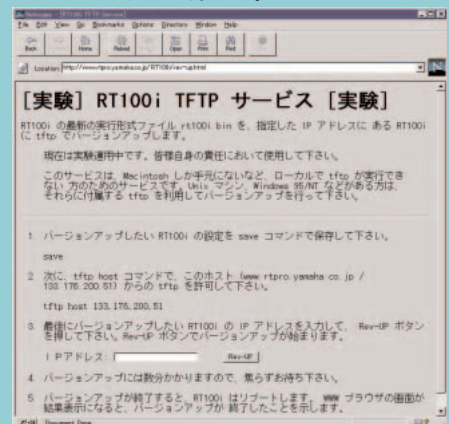 Netscape - [RT100i TFTP Service]
File Edit View Go Bookmarks Options Directory Window Help
Back Home Reload Open Print Find
Location: http://www.rtpro.yamaha.co.jp/RT100i/rev-up.html
[実験] RT100i TFTP サービス [実験]
RT100i の最新の実行形式ファイル rt100i bin を、指定した IP アドレスに ある RT100i
に tftp でバージョンアップします。
現在は実験運用中です。皆様自身の責任において使用して下さい。
このサービスは、Macintosh しか手元にないなど、ローカルで tftp が実行でき
ない 方のためのサービスです。Unix マシン、Windows 95/NT などがある方は、
それらに付属する tftp を利用してバージョンアップを行って下さい。
1. バージョンアップしたい RT100i の設定を save コマンドで保存して下さい。
save
2. 次に、tftp host コマンドで、このホスト (www.rtpro.yamaha.co.jp /
133.176.200.51) からの tftp を許可して下さい。
tftp host 133.176.200.51
3. 最後にバージョンアップしたい RT100i の IP アドレスを入力して、 Rev-UP ボタン
を押して下さい。Rev-UP ボタンでバージョンアップが始まります。
IPアドレス: Rev-UP
4. バージョンアップには数分かかりますので、焦らずお待ち下さい。
5. バージョンアップが終了すると、RT100i はリブートします。 WWW ブラウザの画面が
結果表示になると、バージョンアップが 終了したことを示します。
Document: Done